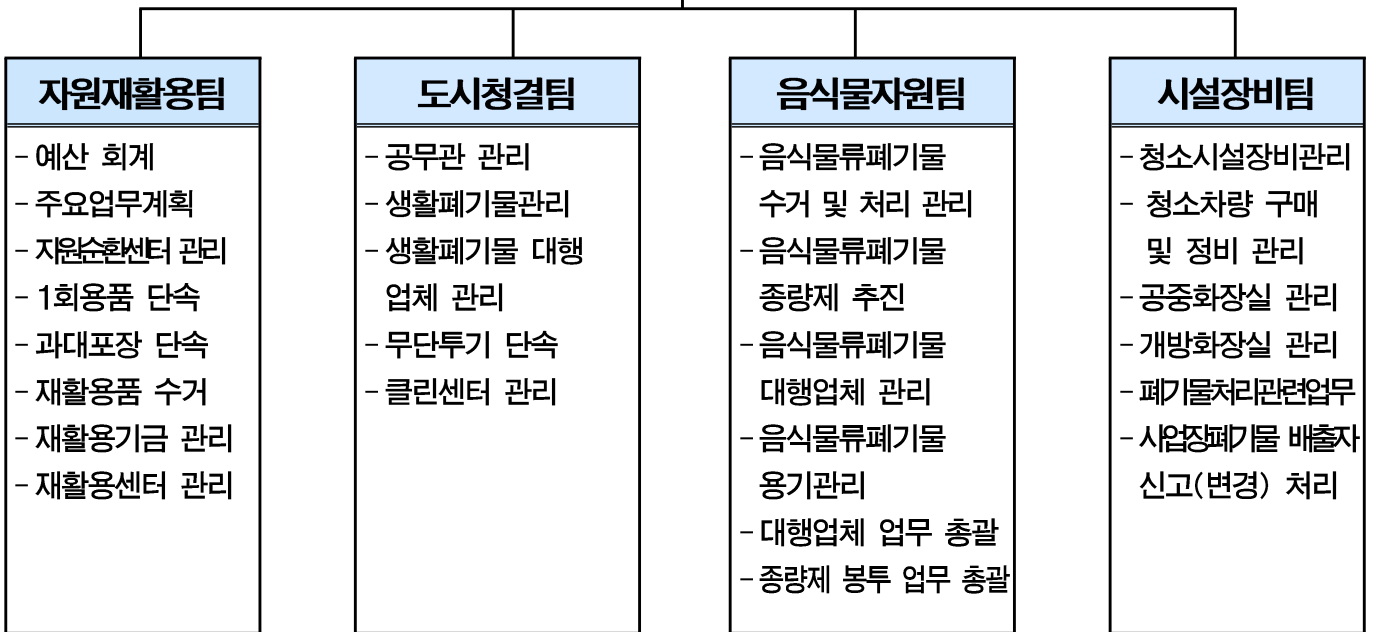 자원재활용팀
- 예산 회계
- 주요업무계획
- 자원순환센터 관리
- 1회용품 단속
- 과대포장 단속
- 재활용품 수거
- 재활용기금 관리
- 재활용센터 관리
도시청결팀
- 공무관 관리
- 생활폐기물관리
- 생활폐기물 대행
업체 관리
- 무단투기 단속
- 클린센터 관리
음식물자원팀
- 음식물류폐기물
수거 및 처리 관리
- 음식물류폐기물
종량제 추진
- 음식물류폐기물
대행업체 관리
- 음식물류폐기물
용기관리
- 대행업체 업무 총괄
- 종량제 봉투 업무 총괄
시설장비팀
- 청소시설장비관리
- 청소차량 구매
및 정비 관리
- 공중화장실 관리
- 개방화장실 관리
- 폐기물처리관련업무
- 사업장폐기물 배출자
신고(변경) 처리